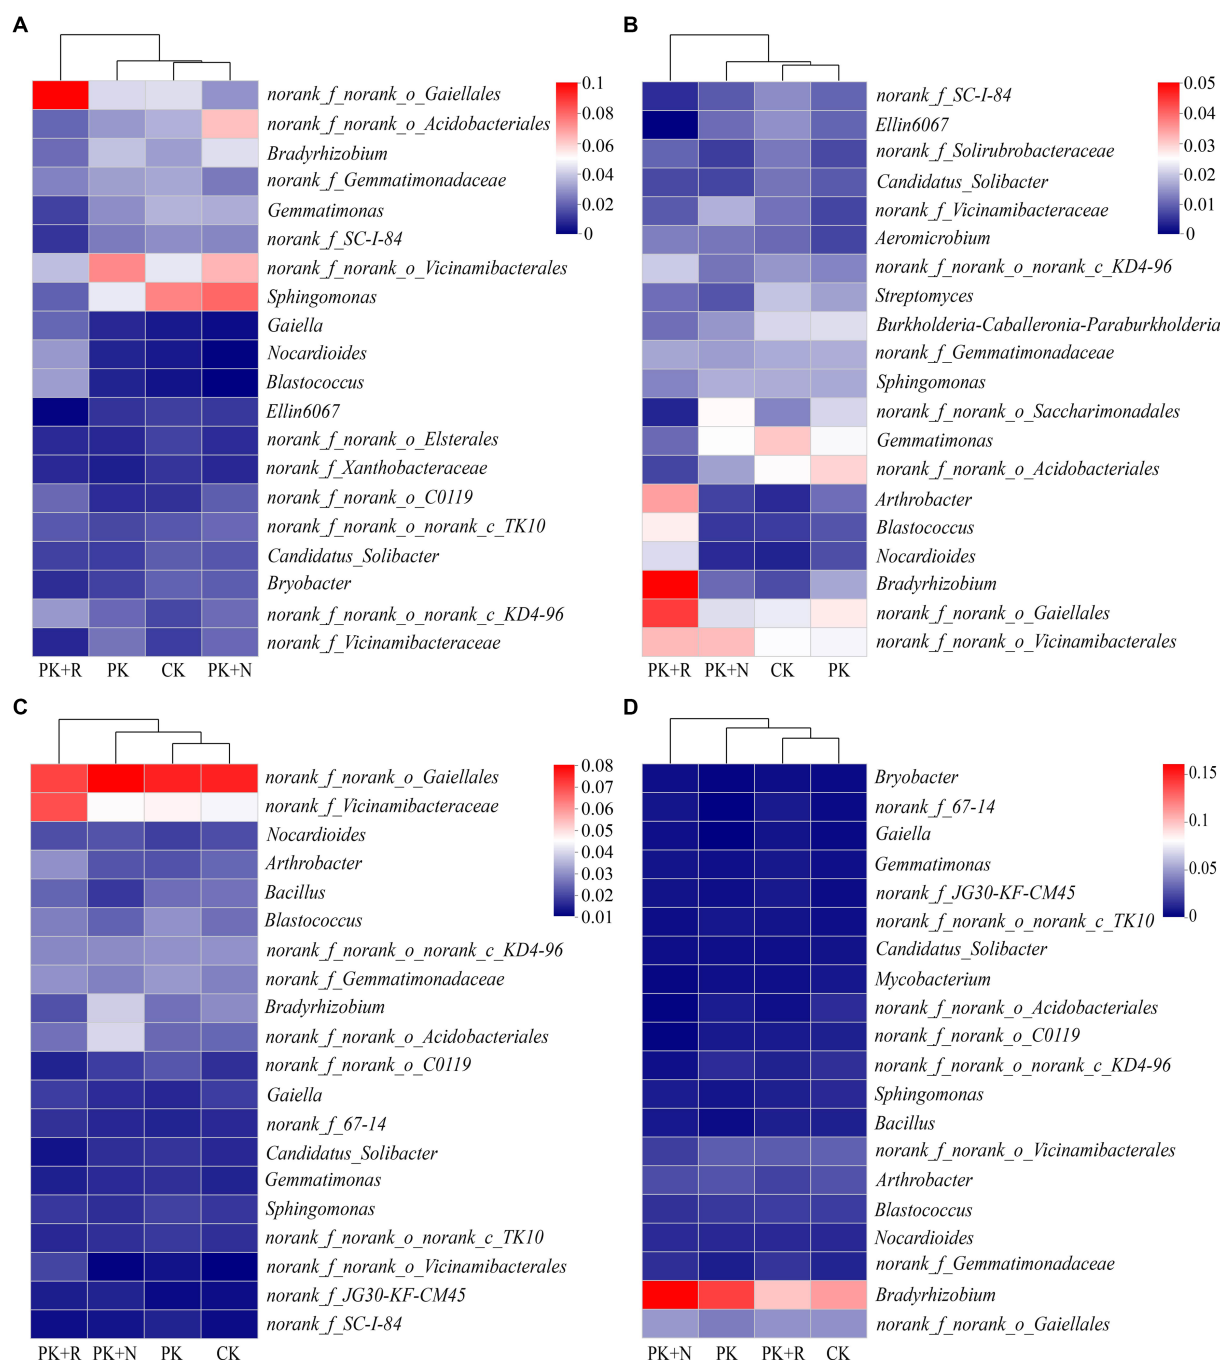 A
norank_f_norank_o_Gaiellales
norank_f_norank_o_Acidobacteriales
Bradyrhizobium
norank_f_Gemmatimonadaceae
Gemmatimonas
norank_f_SC-I-84
norank_f_norank_o_Vicinamibacterales
Sphingomonas
Gaiella
Nocardioides
Blastococcus
Ellin6067
norank_f_norank_o_Elsterales
norank_f_Xanthobacteraceae
norank_f_norank_o_C0119
norank_f_norank_o_norank_c_TK10
Candidatus_Solibacter
Bryobacter
norank_f_norank_o_norank_c_KD4-96
norank_f_Vicinamibacteraceae
PK+R PK CK PK+N
0.1
0.08
0.06
0.04
0.02
0
B
norank_f_SC-I-84
Ellin6067
norank_f_Solirubrobacteraceae
Candidatus_Solibacter
norank_f_Vicinamibacteraceae
Aeromicrobium
norank_f_norank_o_norank_c_KD4-96
Streptomyces
Burkholderia-Caballeronia-Paraburkholderia
norank_f_Gemmatimonadaceae
Sphingomonas
norank_f_norank_o_Saccharimonadales
Gemmatimonas
norank_f_norank_o_Acidobacteriales
Arthrobacter
Blastococcus
Nocardioides
Bradyrhizobium
norank_f_norank_o_Gaiellales
norank_f_norank_o_Vicinamibacterales
PK+R PK+N CK PK
0.05
0.04
0.03
0.02
0.01
0
C
norank_f_norank_o_Gaiellales
norank_f_Vicinamibacteraceae
Nocardioides
Arthrobacter
Bacillus
Blastococcus
norank_f_norank_o_norank_c_KD4-96
norank_f_Gemmatimonadaceae
Bradyrhizobium
norank_f_norank_o_Acidobacteriales
norank_f_norank_o_C0119
Gaiella
norank_f_67-14
Candidatus_Solibacter
Gemmatimonas
Sphingomonas
norank_f_norank_o_norank_c_TK10
norank_f_norank_o_Vicinamibacterales
norank_f_JG30-KF-CM45
norank_f_SC-I-84
PK+R PK+N PK CK
0.08
0.07
0.06
0.05
0.04
0.03
0.02
0.01
D
Bryobacter
norank_f_67-14
Gaiella
Gemmatimonas
norank_f_JG30-KF-CM45
norank_f_norank_o_norank_c_TK10
Candidatus_Solibacter
Mycobacterium
norank_f_norank_o_Acidobacteriales
norank_f_norank_o_C0119
norank_f_norank_o_norank_c_KD4-96
Sphingomonas
Bacillus
norank_f_norank_o_Vicinamibacterales
Arthrobacter
Blastococcus
Nocardioides
norank_f_Gemmatimonadaceae
Bradyrhizobium
norank_f_norank_o_Gaiellales
PK+N PK PK+R CK
0.15
0.1
0.05
0